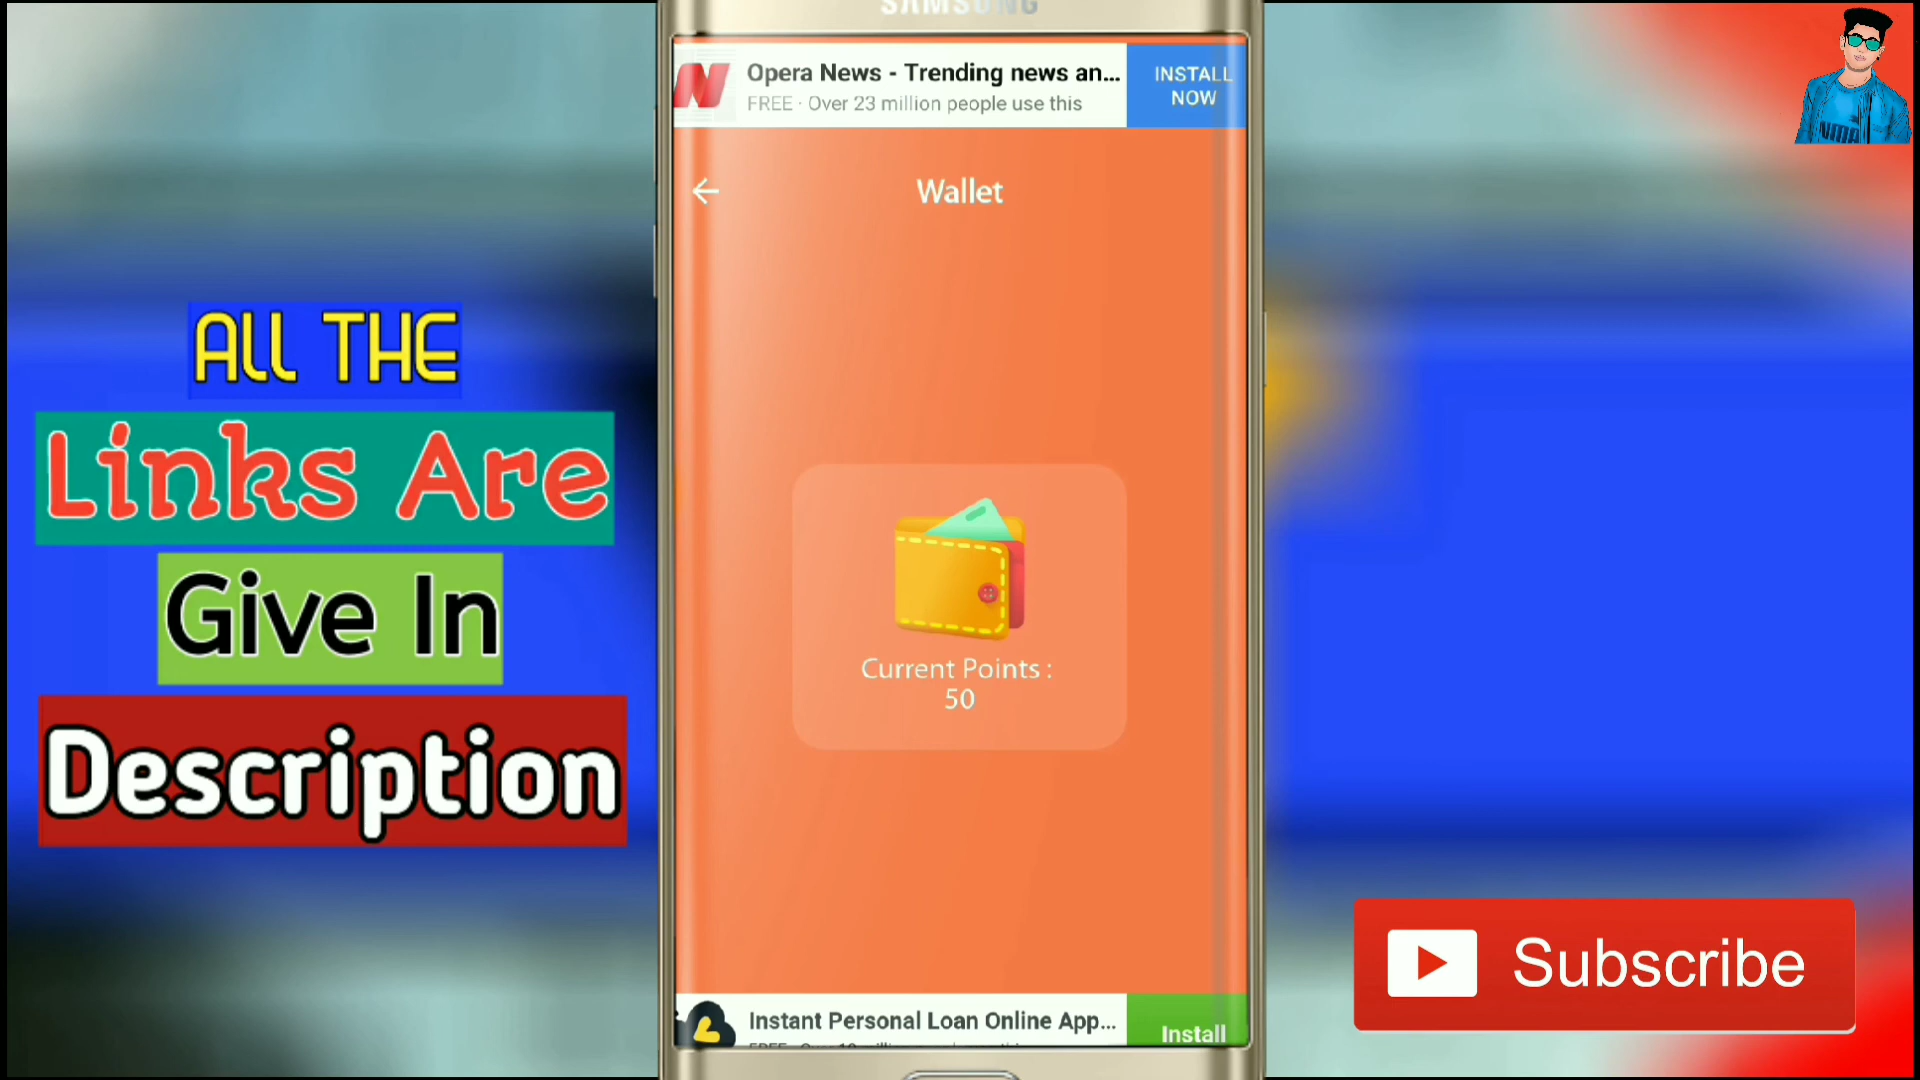 SAMSUNG
Opera News - Trending news an...
FREE · Over 23 million people use this
INSTALL
NOW
Wallet
ALL THE
Links Are
Give In
Description
Current Points :
50
Subscribe
Instant Personal Loan Online App...
Install